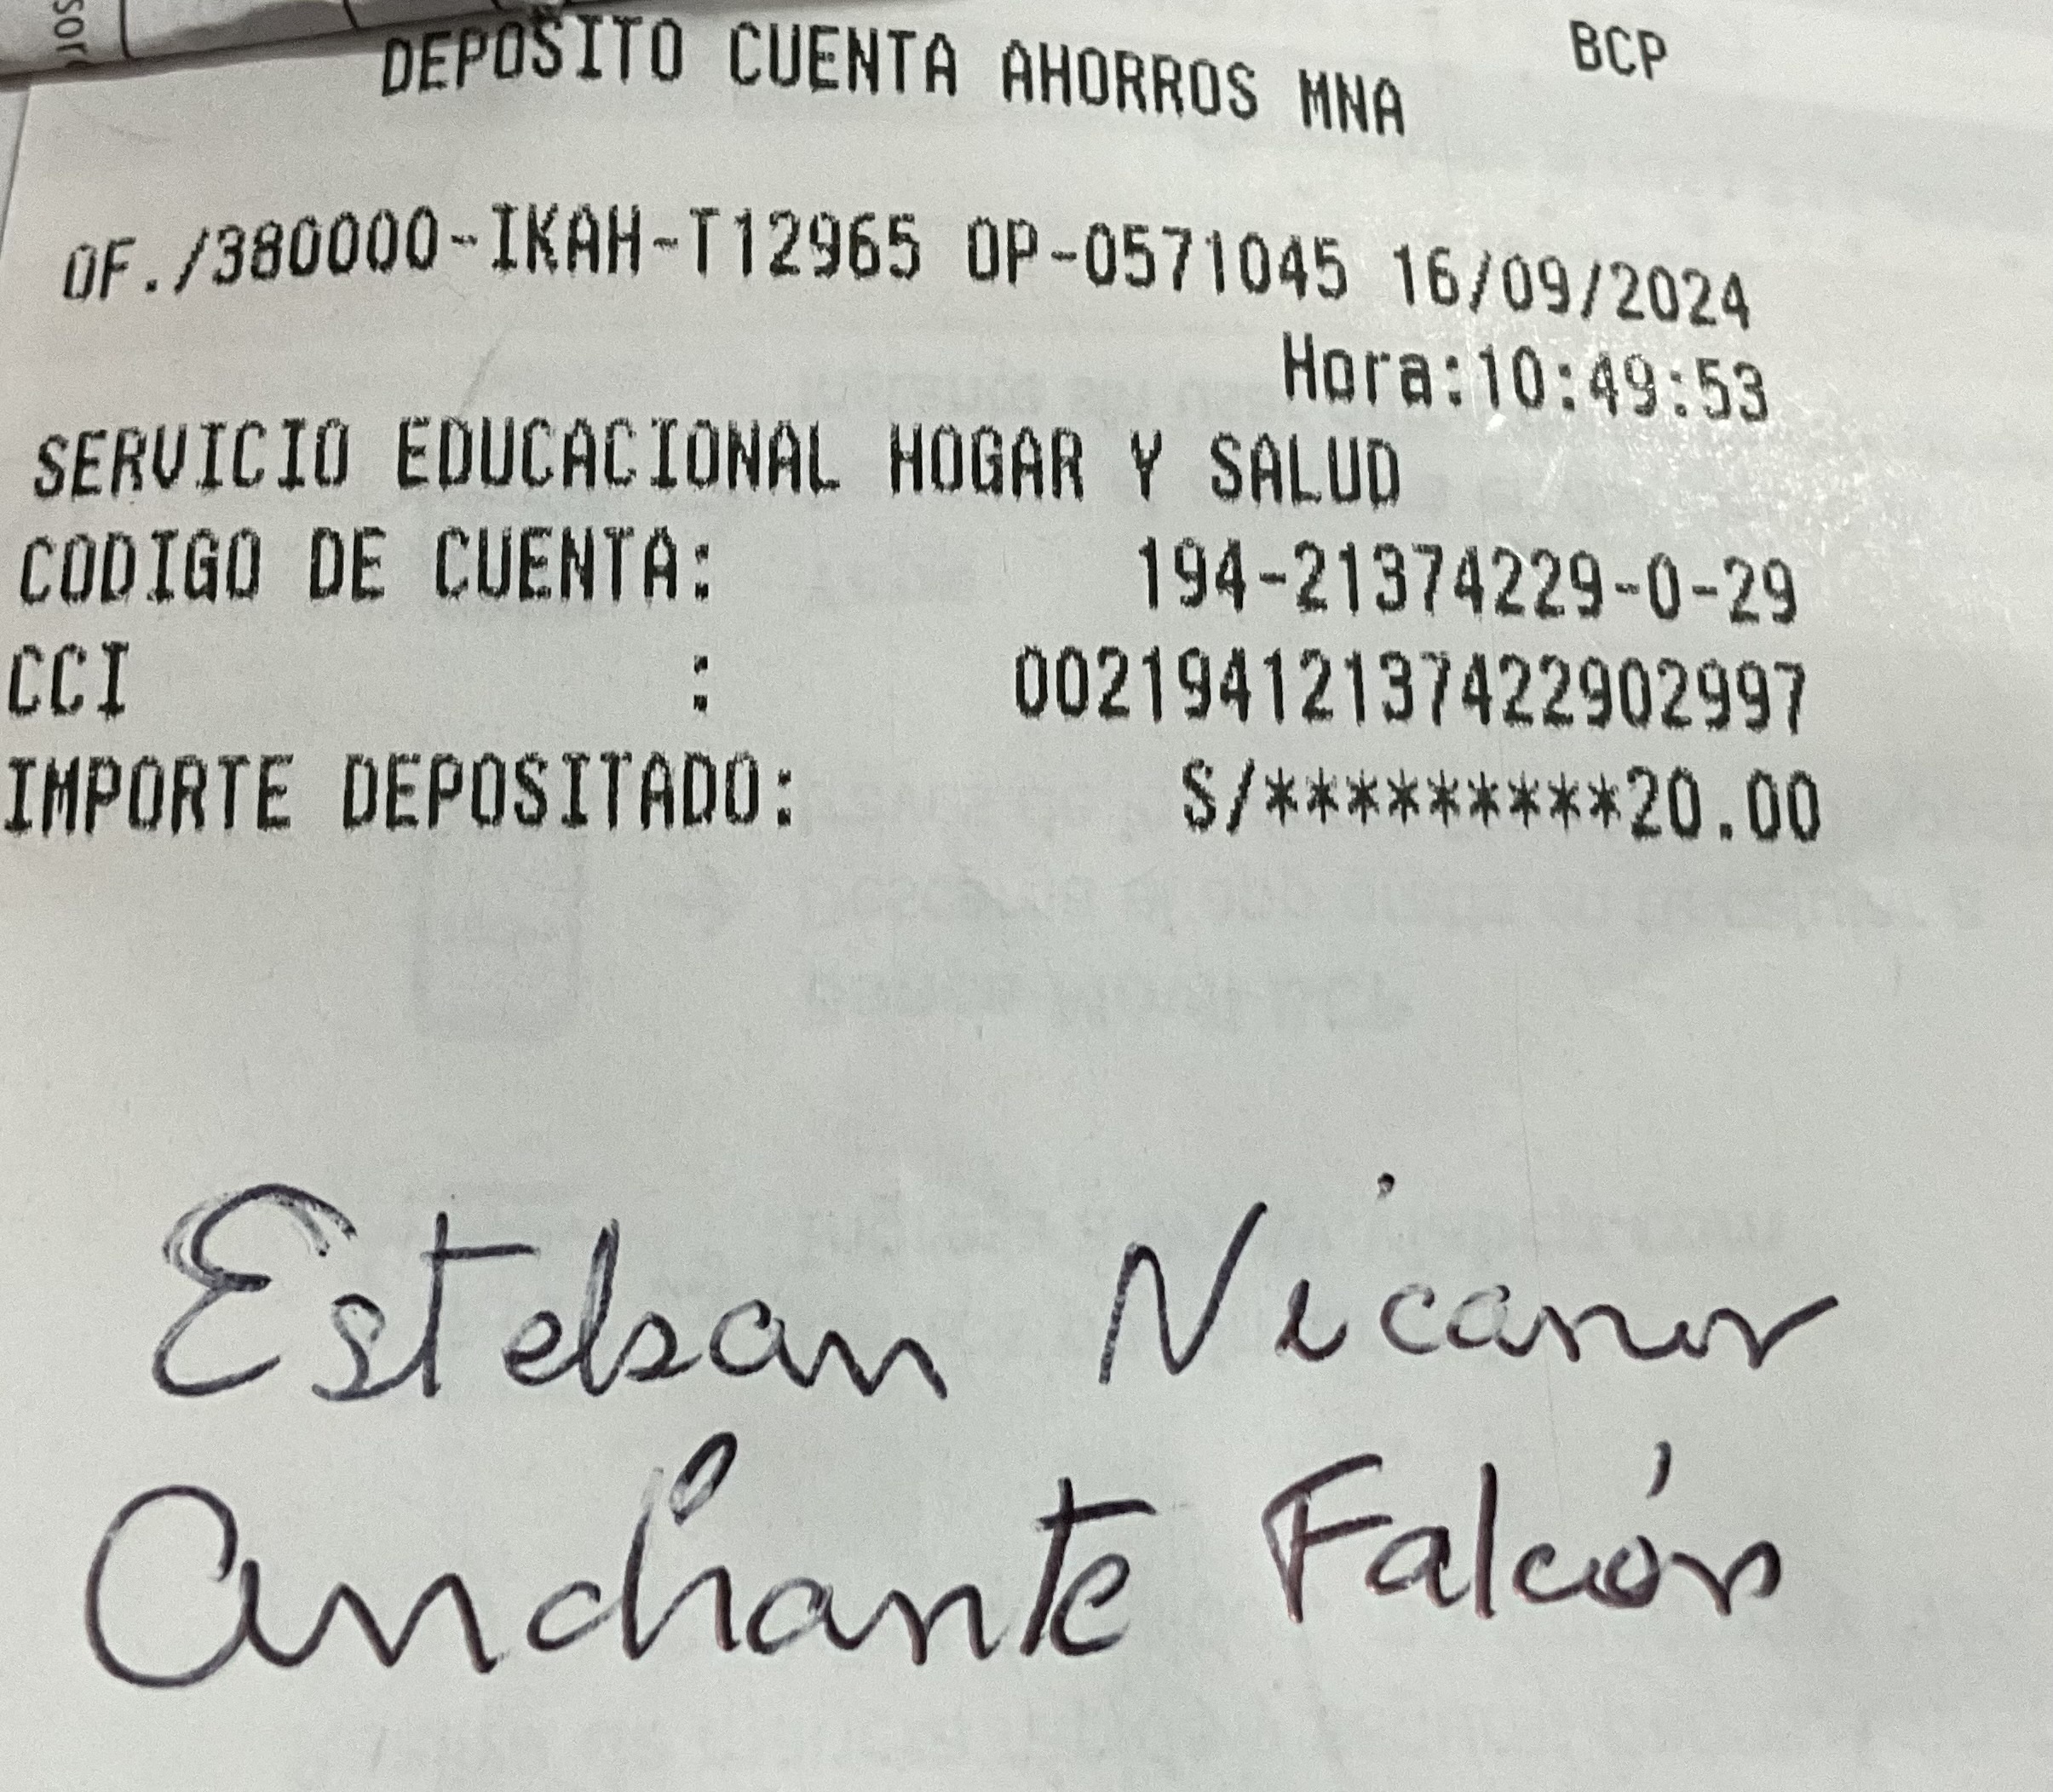 DEPOSITO CUENTA AHORROS MNA BCP
OF./380000-IKAH-T12965 OP-0571045 16/09/2024
Hora:10:49:53
SERVICIO EDUCACIONAL HOGAR Y SALUD
CODIGO DE CUENTA: 194-21374229-0-29
CCI : 00219412137422902997
IMPORTE DEPOSITADO: S/*********20.00
Esteban Nicanor
Anchante Falcón